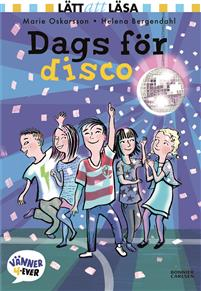 LÄTT att LÄSA
Marie Oskarsson • Helena Bergendahl
Dags för
disco
VÄNNER
4-EVER
BONNIER
CARLSEN